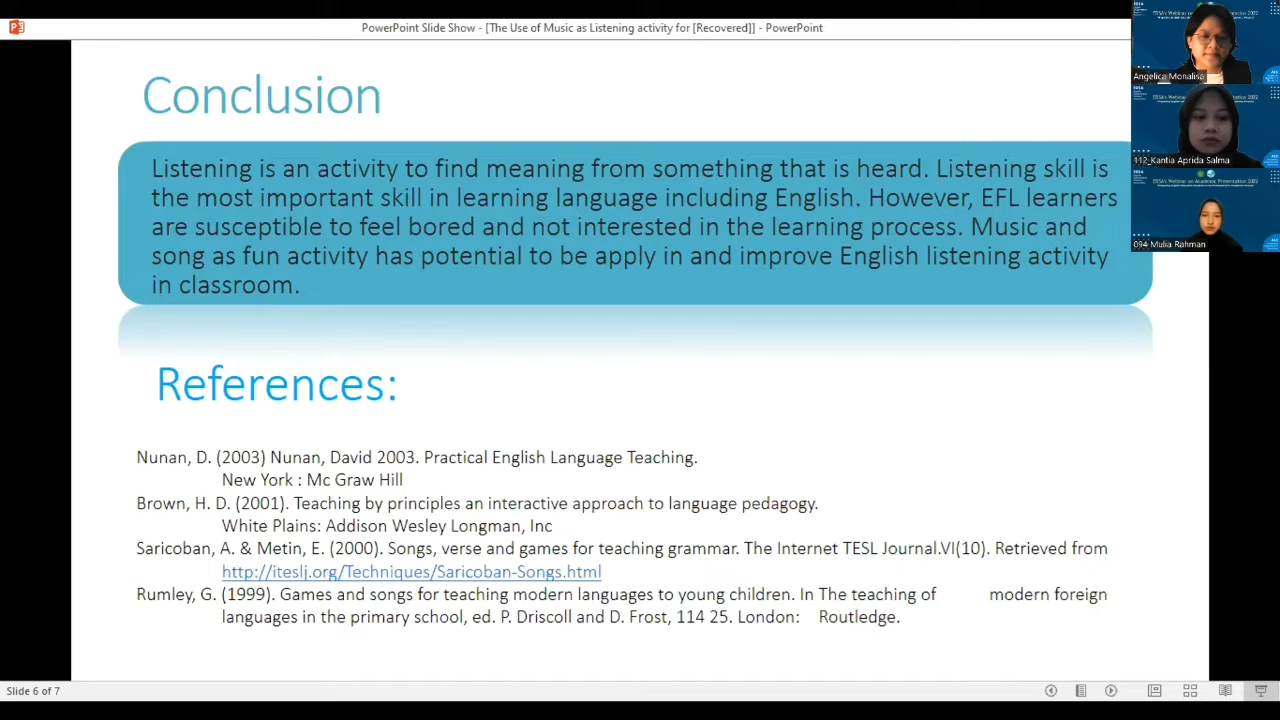 PowerPoint Slide Show - [The Use of Music as Listening activity for [Recovered]] - PowerPoint
Conclusion
Listening is an activity to find meaning from something that is heard. Listening skill is
the most important skill in learning language including English. However, EFL learners
are susceptible to feel bored and not interested in the learning process. Music and
song as fun activity has potential to be apply in and improve English listening activity
in classroom.
References:
Nunan, D. (2003) Nunan, David 2003. Practical English Language Teaching.
New York : Mc Graw Hill
Brown, H. D. (2001). Teaching by principles an interactive approach to language pedagogy.
White Plains: Addison Wesley Longman, Inc
Saricoban, A. & Metin, E. (2000). Songs, verse and games for teaching grammar. The Internet TESL Journal.VI(10). Retrieved from
http://iteslj.org/Techniques/Saricoban-Songs.html
Rumley, G. (1999). Games and songs for teaching modern languages to young children. In The teaching of modern foreign
languages in the primary school, ed. P. Driscoll and D. Frost, 114 25. London: Routledge.
Slide 6 of 7
Angelica Monalisa
112_Kantia Aprida Salma
EDSA's Webinar on Academic Presentation 2022
094-Mulia Rahman